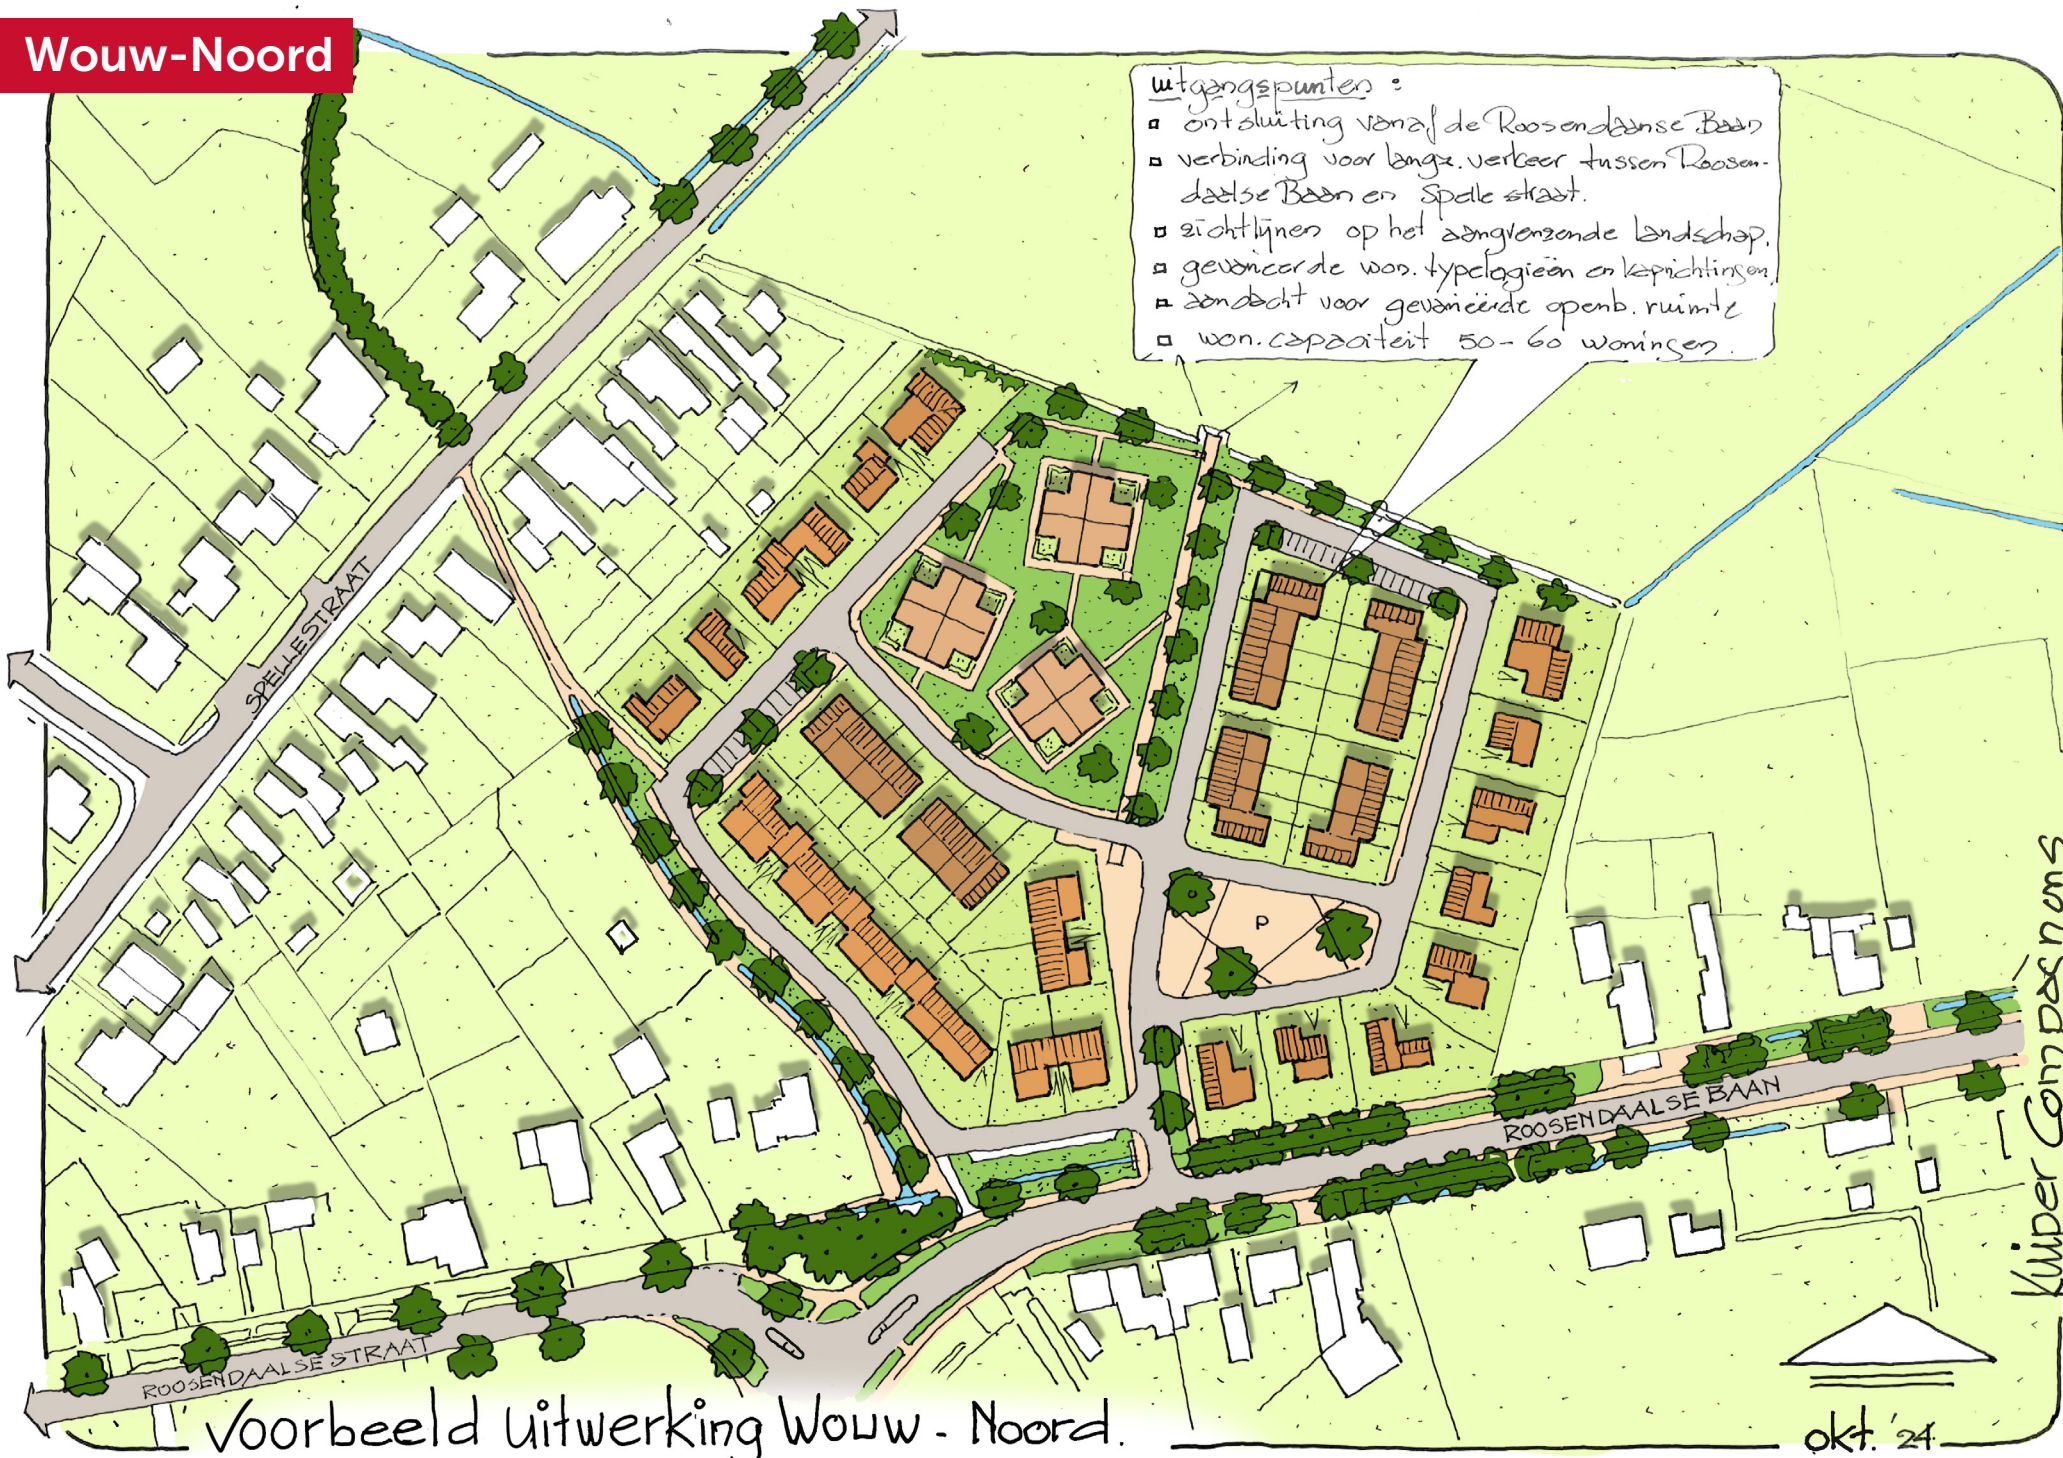 Wouw-Noord
uitgangspunten :
ontsluiting vanaf de Roosendaanse Baan
verbinding voor langz. verkeer tussen Roosen-
daalse Baan en Spellestraat.
zichtlijnen op het aangrenzende landschap.
gevarieerde won. typelogieën en kaprichtingen
aandacht voor gevarieerde openb. ruimte
won. capaciteit 50-60 woningen.
SPELLESTRAAT
P
ROOSENDAALSE BAAN
Kuiper Compagnons
ROOSENDAALSE STRAAT
Voorbeeld uitwerking Wouw - Noord.
okt. '24